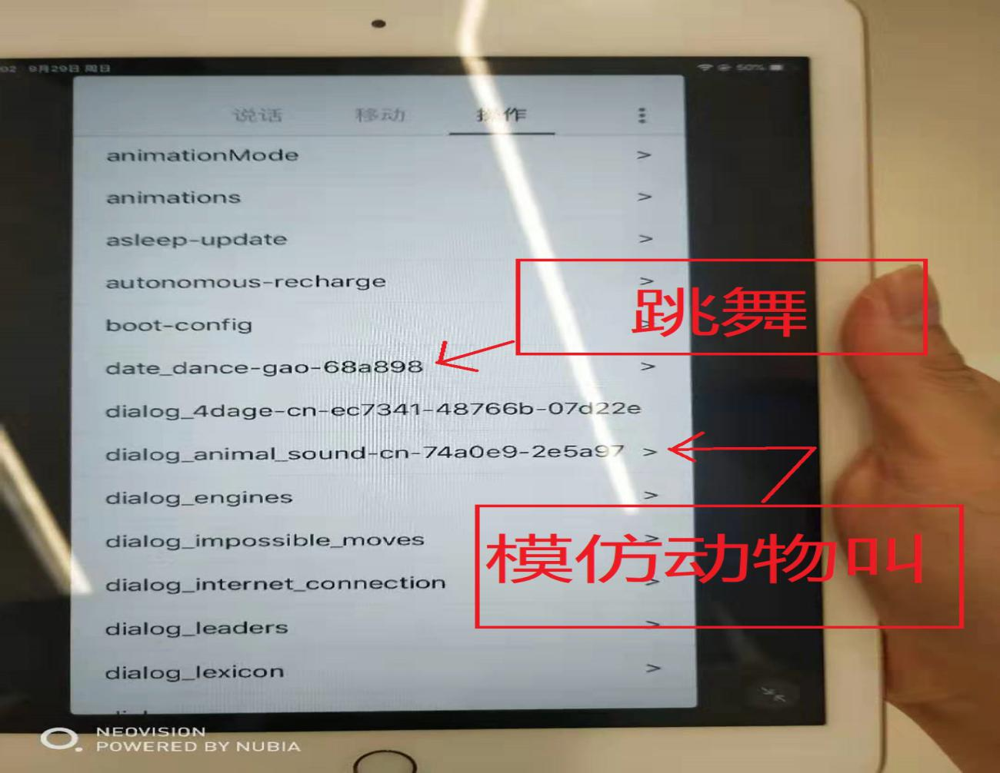 02 9月29日 周日
50%
说话 移动 操作
animationMode >
animations >
asleep-update >
autonomous-recharge >
boot-config >
跳舞
date_dance-gao-68a898 >
dialog_4dage-cn-ec7341-48766b-07d22e
dialog_animal_sound-cn-74a0e9-2e5a97 >
dialog_engines >
dialog_impossible_moves >
模仿动物叫
dialog_internet_connection >
dialog_leaders >
dialog_lexicon >
NEOVISION
POWERED BY NUBIA